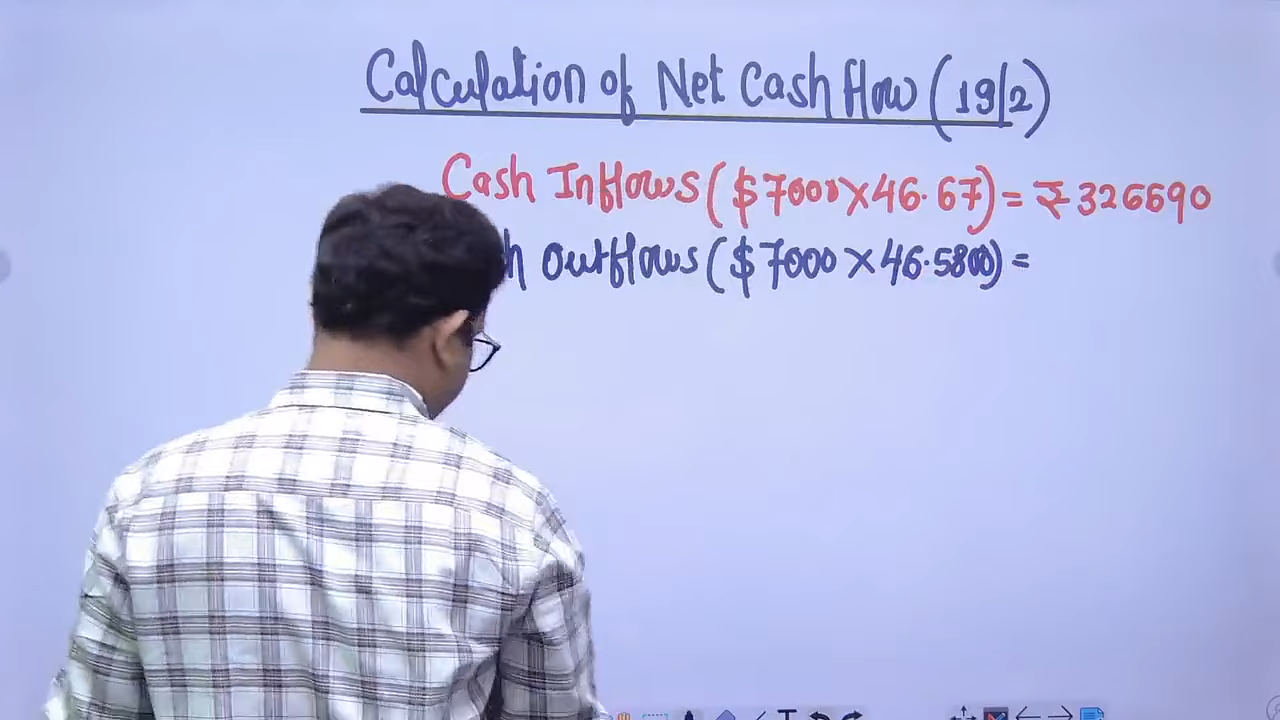 Calculation of Net Cash flow (19/2)
Cash Inflows ($ 7000 × 46.67) = ₹ 326690
h Outflows ($ 7000 × 46.5800) =